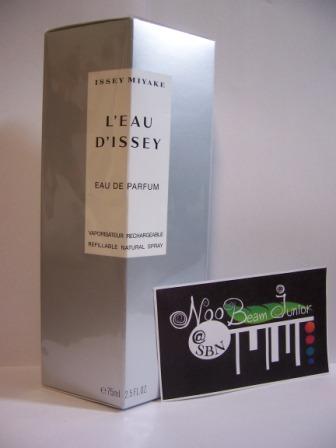 ISSEY MIYAKE
L'EAU
D'ISSEY
EAU DE PARFUM
VAPORISATEUR RECHARGEABLE
REFILLABLE NATURAL SPRAY
℮ 75ml 2.5 FL.OZ
Noo Beam Junior
@
SBN